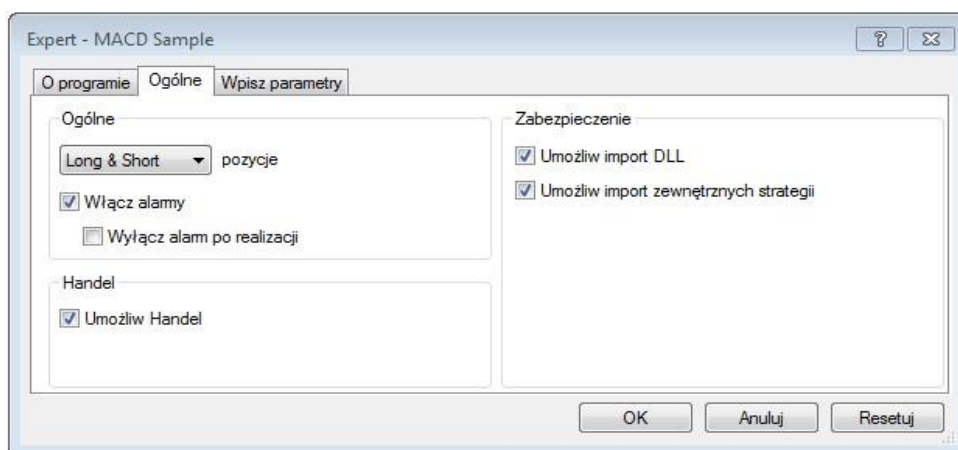 Expert - MACD Sample
O programie Ogólne Wpisz parametry
Ogólne
Long & Short pozycje
Włącz alarmy
Wyłącz alarm po realizacji
Handel
Umożliw Handel
Zabezpieczenie
Umożliw import DLL
Umożliw import zewnętrznych strategii
OK Anuluj Resetuj